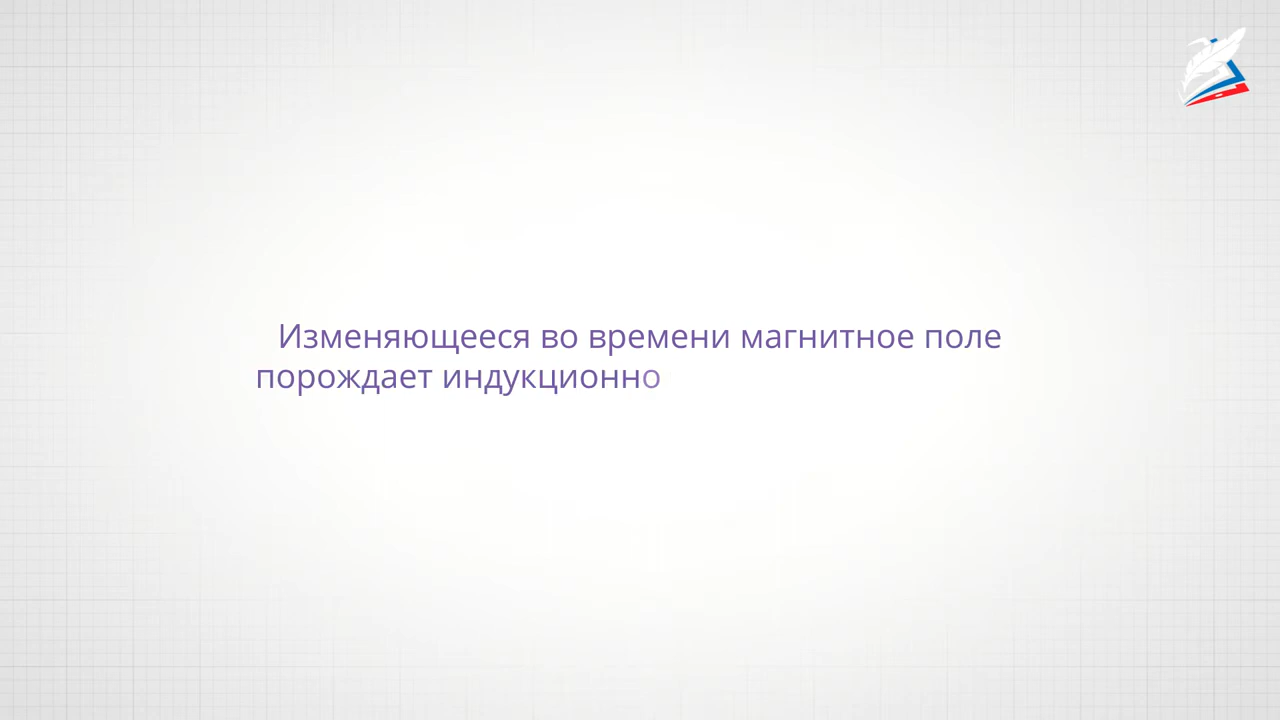 Изменяющееся во времени магнитное поле
порождает индукционно